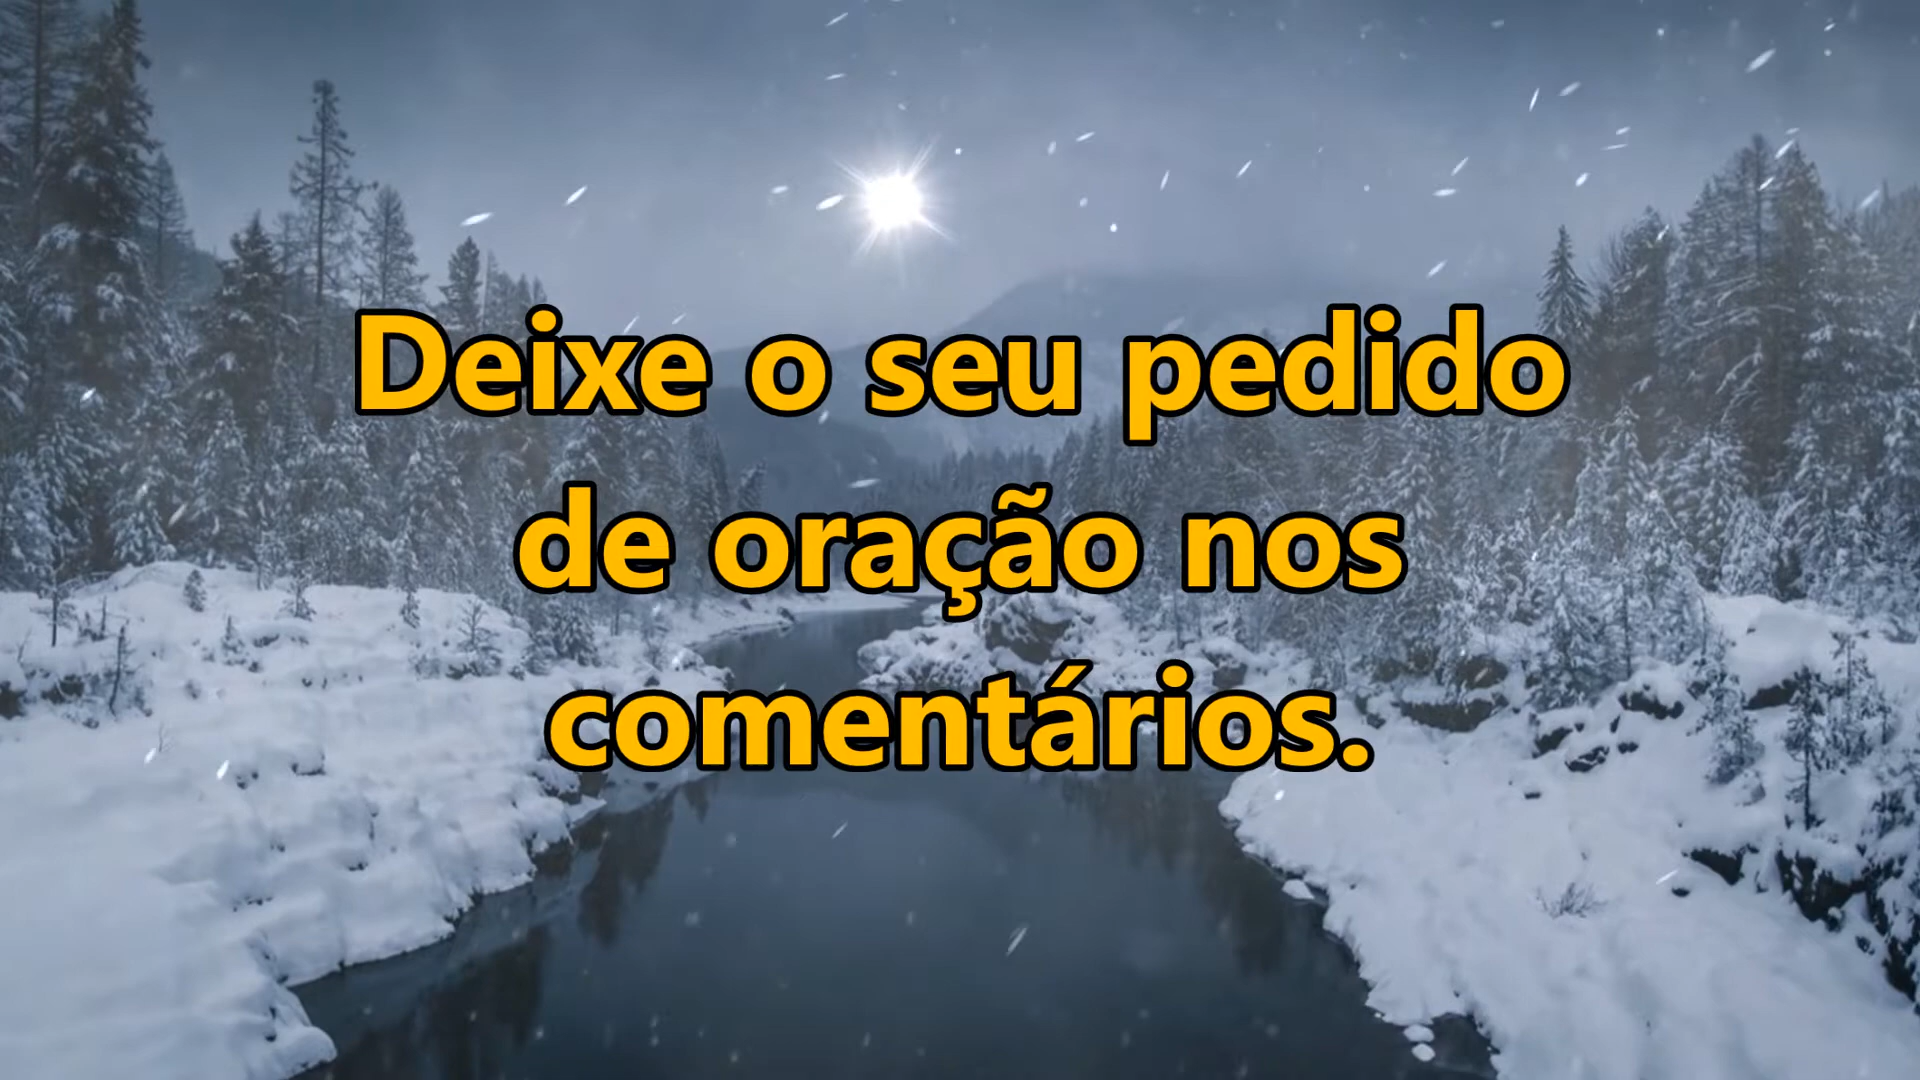 Deixe o seu pedido
de oração nos
comentários.